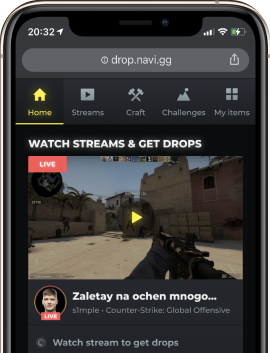 20:32
drop.navi.gg
Home Streams Craft Challenges My items
WATCH STREAMS & GET DROPS
LIVE
Zaletay na ochen mnogo...
LIVE
s1mple • Counter-Strike: Global Offensive
Watch stream to get drops